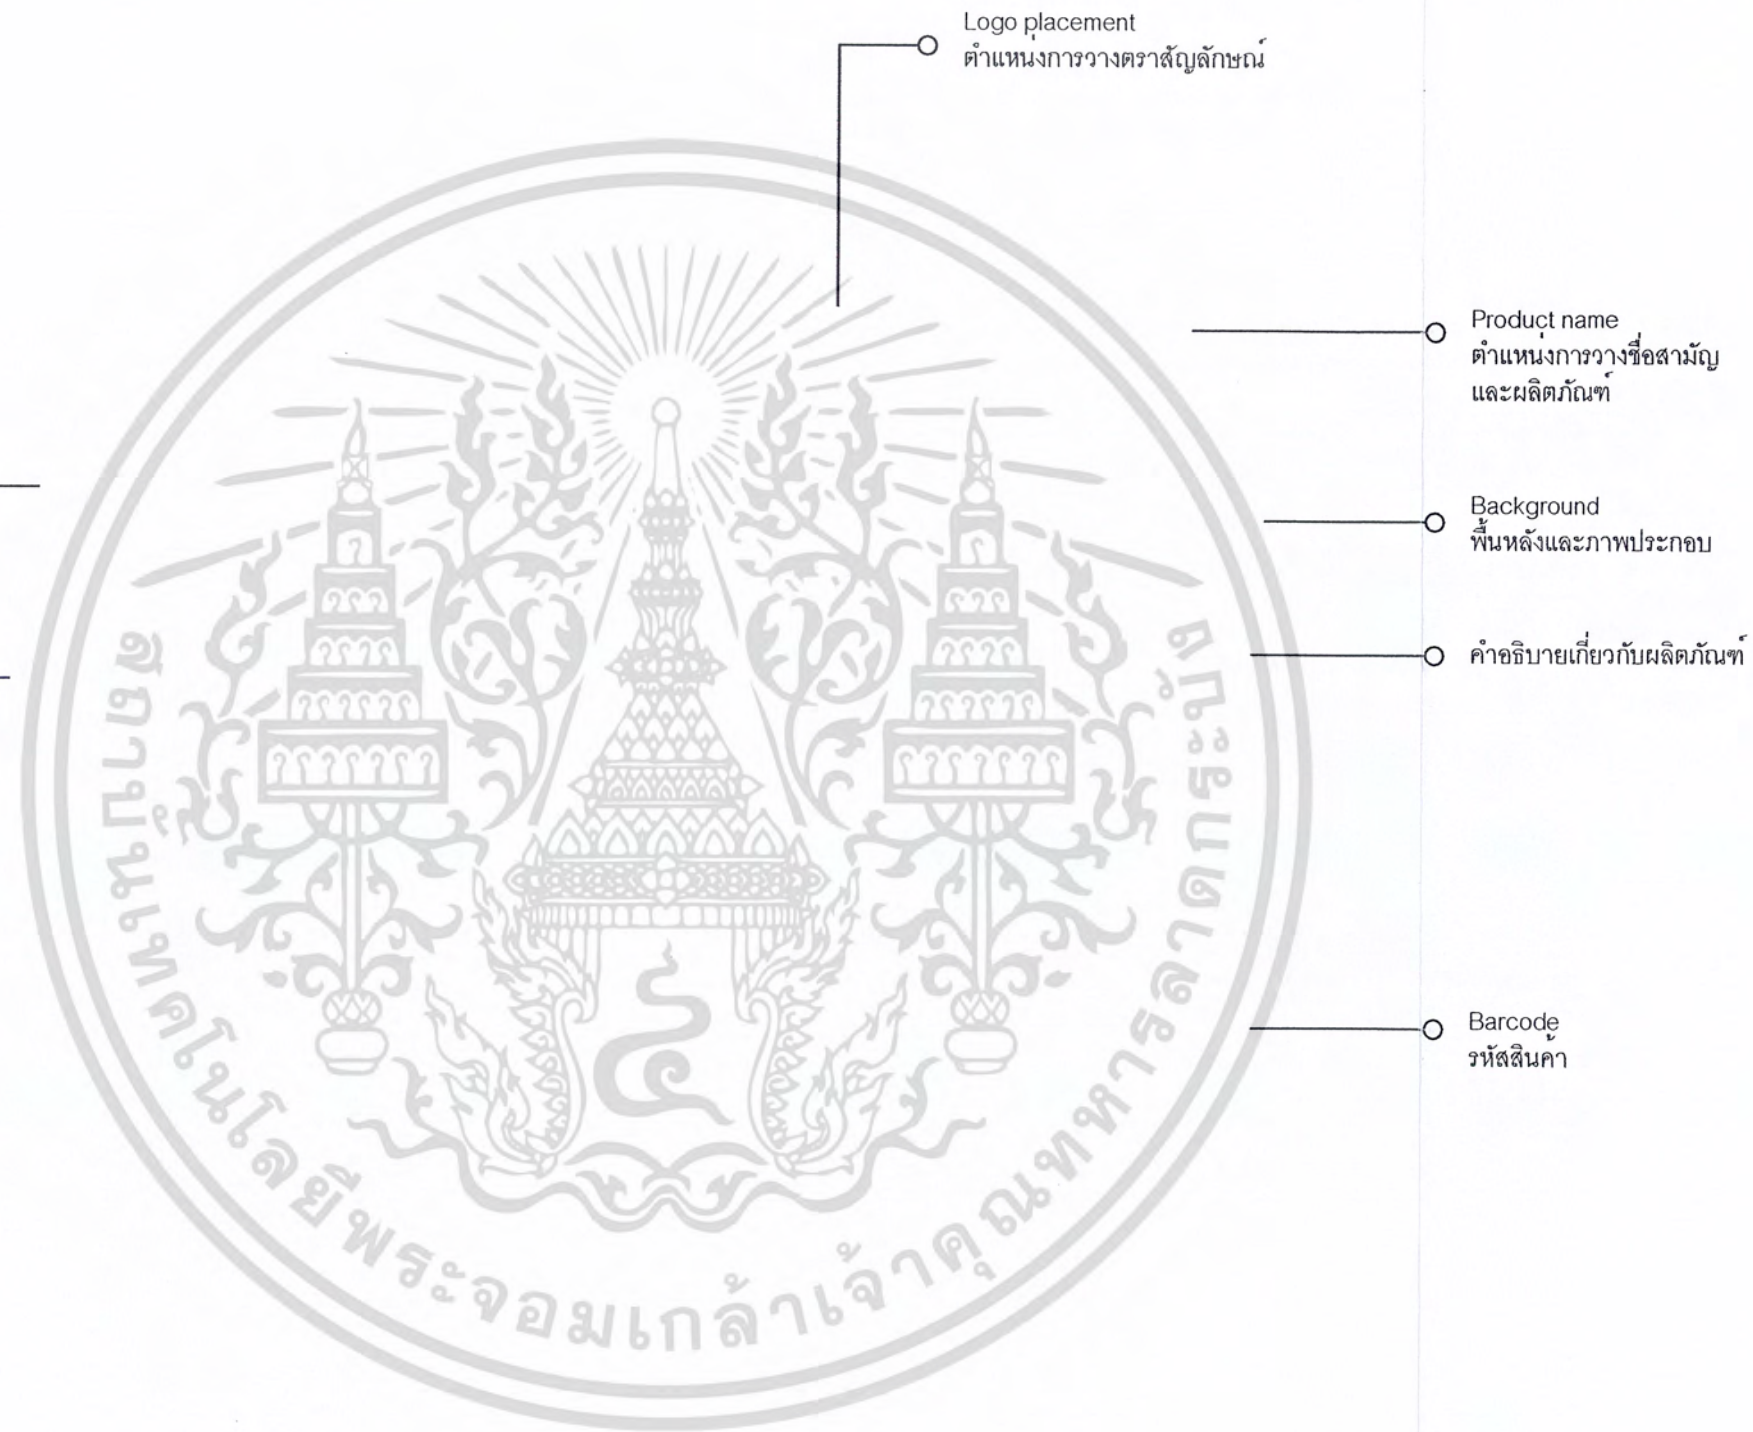 Logo placement
ตำแหน่งการวางตราสัญลักษณ์
Product name
ตำแหน่งการวางชื่อสามัญ
และผลิตภัณฑ์
Background
พื้นหลังและภาพประกอบ
คำอธิบายเกี่ยวกับผลิตภัณฑ์
Barcode
รหัสสินค้า
สถาบันเทคโนโลยีพระจอมเกล้าเจ้าคุณทหารลาดกระบัง
๔